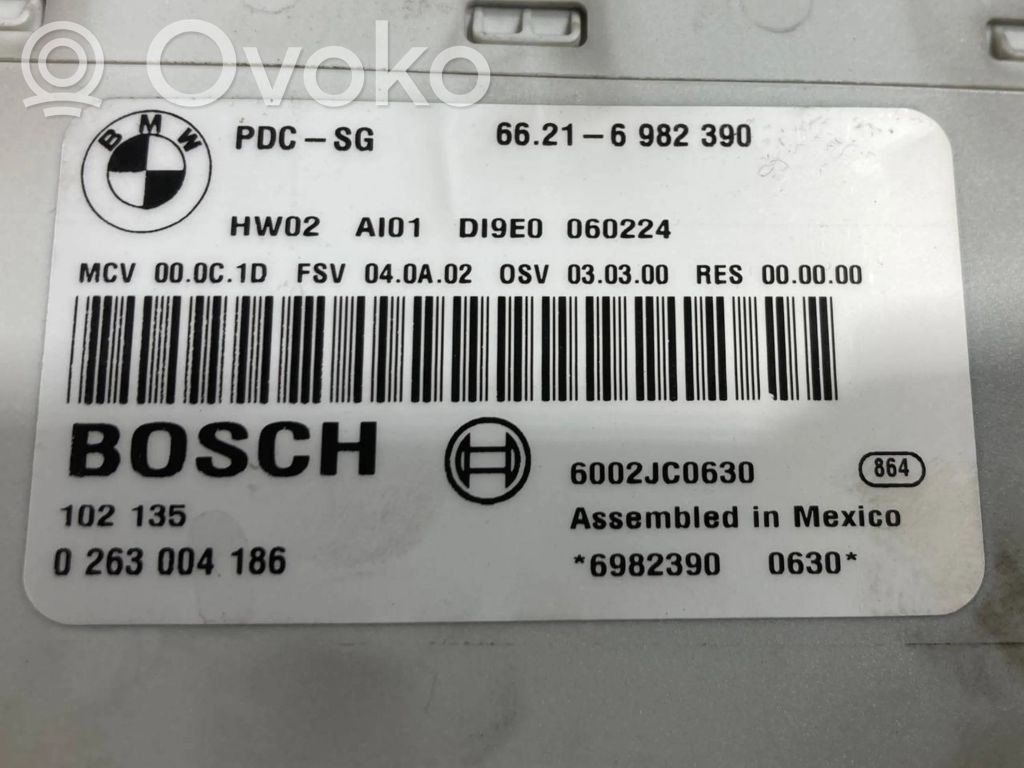 Ovoko
BMW PDC-SG 66.21-6 982 390
HW02 AI01 DI9E0 060224
MCV 00.0C.1D FSV 04.0A.02 OSV 03.03.00 RES 00.00.00
BOSCH
6002JC0630 864
102 135 Assembled in Mexico
0 263 004 186 *6982390 0630*